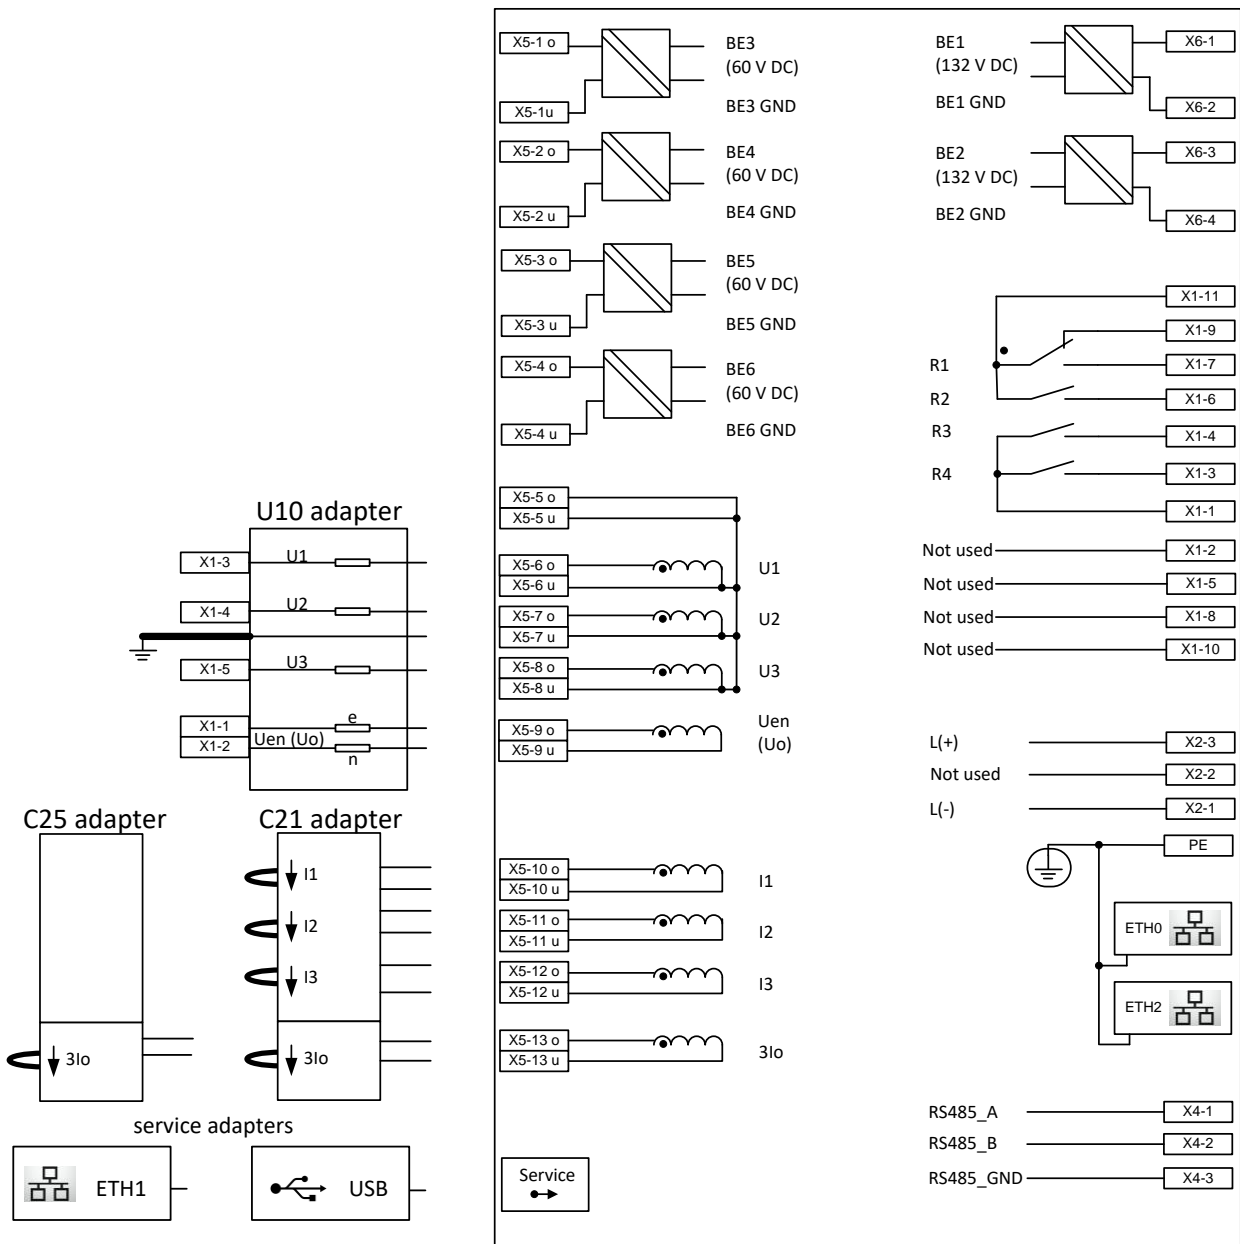 X5-1 o
BE3
(60 V DC)
X5-1u
BE3 GND
X5-2 o
BE4
(60 V DC)
X5-2 u
BE4 GND
X5-3 o
BE5
(60 V DC)
X5-3 u
BE5 GND
X5-4 o
BE6
(60 V DC)
X5-4 u
BE6 GND
BE1
(132 V DC)
X6-1
BE1 GND
X6-2
BE2
(132 V DC)
X6-3
BE2 GND
X6-4
X1-11
X1-9
R1
X1-7
R2
X1-6
R3
X1-4
R4
X1-3
X1-1
Not used
X1-2
Not used
X1-5
Not used
X1-8
Not used
X1-10
U10 adapter
X1-3
U1
X1-4
U2
X1-5
U3
X1-1
e
X1-2
Uen (Uo)
n
X5-5 o
X5-5 u
X5-6 o
X5-6 u
U1
X5-7 o
X5-7 u
U2
X5-8 o
X5-8 u
U3
X5-9 o
X5-9 u
Uen
(Uo)
L(+)
X2-3
Not used
X2-2
L(-)
X2-1
PE
C25 adapter
3Io
C21 adapter
I1
I2
I3
3Io
X5-10 o
X5-10 u
I1
X5-11 o
X5-11 u
I2
X5-12 o
X5-12 u
I3
X5-13 o
X5-13 u
3Io
ETH0
ETH2
service adapters
ETH1
USB
Service
RS485_A
X4-1
RS485_B
X4-2
RS485_GND
X4-3